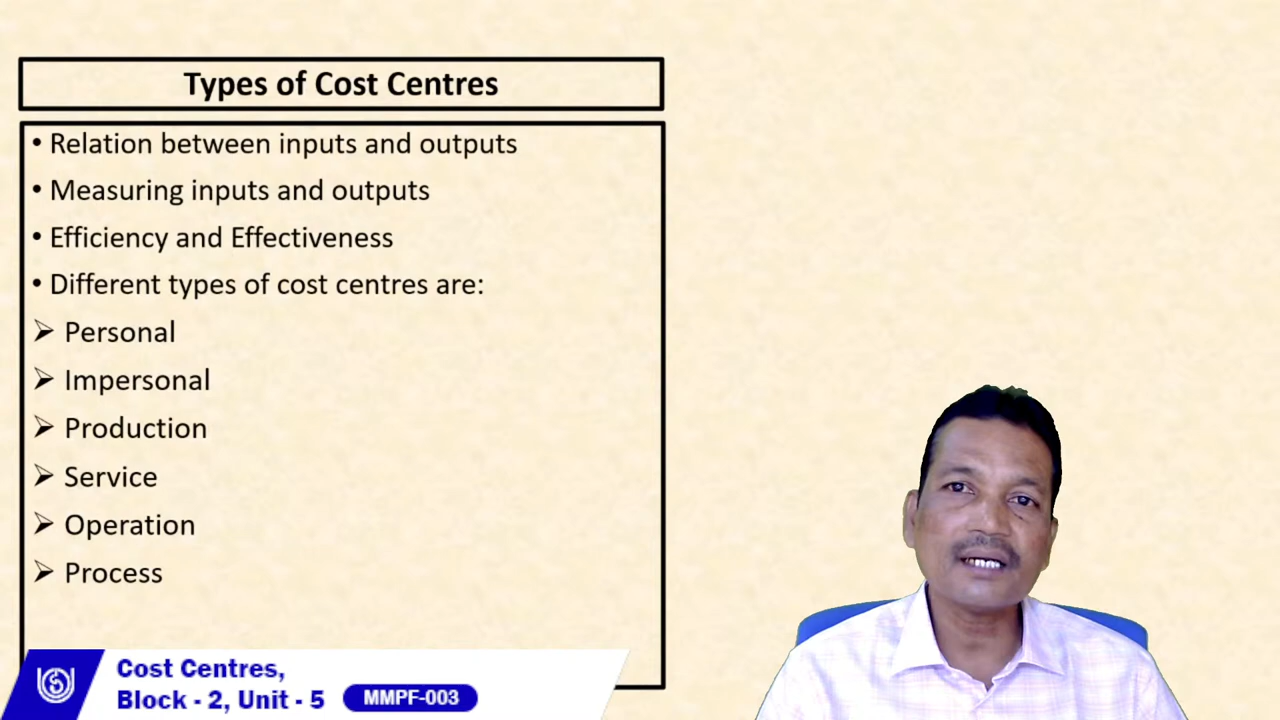 Types of Cost Centres
• Relation between inputs and outputs
• Measuring inputs and outputs
• Efficiency and Effectiveness
• Different types of cost centres are:
➢ Personal
➢ Impersonal
➢ Production
➢ Service
➢ Operation
➢ Process
Cost Centres,
Block - 2, Unit - 5 MMPF-003